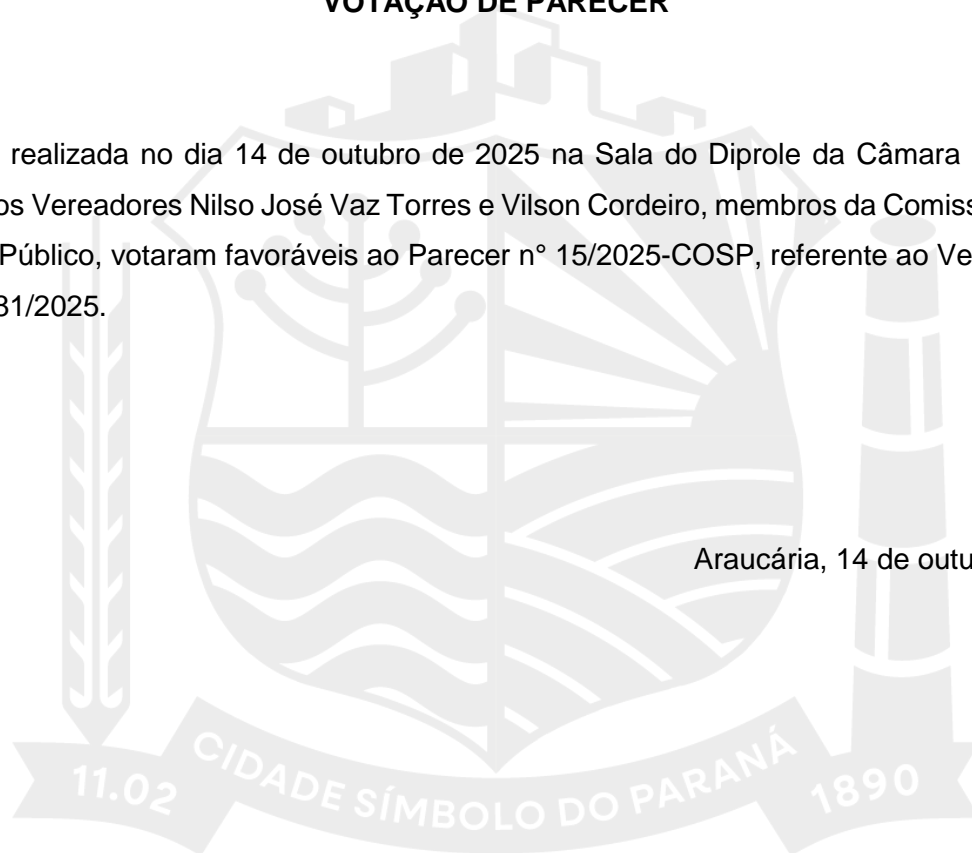 VOTAÇÃO DE PARECER
realizada no dia 14 de outubro de 2025 na Sala do Diprole da Câmara
os Vereadores Nilso José Vaz Torres e Vilson Cordeiro, membros da Comiss
Público, votaram favoráveis ao Parecer n° 15/2025-COSP, referente ao Ve
31/2025.
Araucária, 14 de outu
11.02 CIDADE SÍMBOLO DO PARANÁ 1890